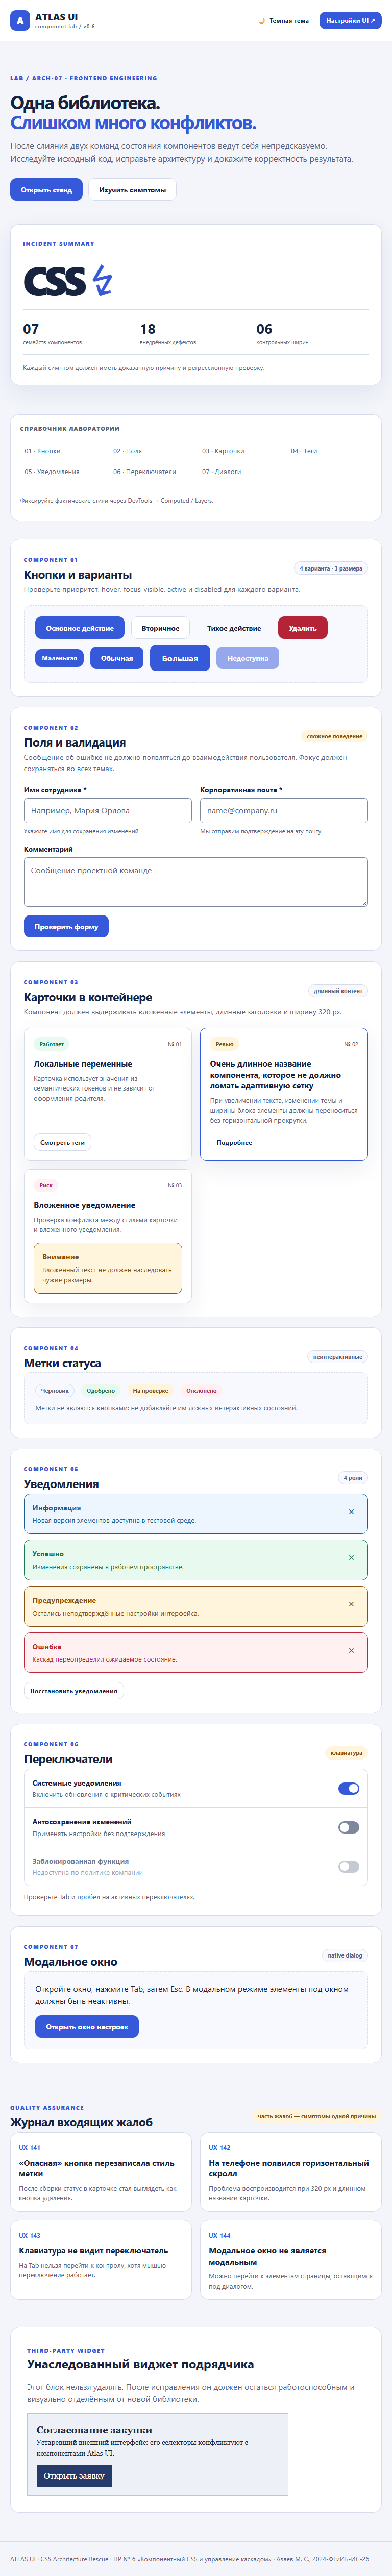 A
ATLAS UI
component lab / v0.6
Тёмная тема
Настройки UI ↗
LAB / ARCH-07 · FRONTEND ENGINEERING
Одна библиотека.
Слишком много конфликтов.
После слияния двух команд состояния компонентов ведут себя непредсказуемо.
Исследуйте исходный код, исправьте архитектуру и докажите корректность результата.
Открыть стенд
Изучить симптомы
INCIDENT SUMMARY
CSS
07
18
06
семейств компонентов
внедрённых дефектов
контрольных ширин
Каждый симптом должен иметь доказанную причину и регрессионную проверку.
СПРАВОЧНИК ЛАБОРАТОРИИ
01 · Кнопки
02 · Поля
03 · Карточки
04 · Теги
05 · Уведомления
06 · Переключатели
07 · Диалоги
Фиксируйте фактические стили через DevTools → Computed / Layers.
COMPONENT 01
Кнопки и варианты
4 варианта · 3 размера
Проверьте приоритет, hover, focus-visible, active и disabled для каждого варианта.
Основное действие
Вторичное
Тихое действие
Удалить
Маленькая
Обычная
Большая
Недоступна
COMPONENT 02
Поля и валидация
сложное поведение
Сообщение об ошибке не должно появляться до взаимодействия пользователя. Фокус должен
сохраняться во всех темах.
Имя сотрудника *
Корпоративная почта *
Например, Мария Орлова
name@company.ru
Укажите имя для сохранения изменений
Мы отправим подтверждение на эту почту
Комментарий
Сообщение проектной команде
Проверить форму
COMPONENT 03
Карточки в контейнере
длинный контент
Компонент должен выдерживать вложенные элементы, длинные заголовки и ширину 320 px.
Работает
№ 01
Локальные переменные
Карточка использует значения из
семантических токенов и не зависит от
оформления родителя.
Смотреть теги
Ревью
№ 02
Очень длинное название
компонента, которое не должно
ломать адаптивную сетку
При увеличении текста, изменении темы и
ширины блока элементы должны переноситься
без горизонтальной прокрутки.
Подробнее
Риск
№ 03
Вложенное уведомление
Проверка конфликта между стилями карточки
и вложенного уведомления.
Внимание
Вложенный текст не должен наследовать
чужие размеры.
COMPONENT 04
Метки статуса
неинтерактивные
Черновик
Одобрено
На проверке
Отклонено
Метки не являются кнопками: не добавляйте им ложных интерактивных состояний.
COMPONENT 05
Уведомления
4 роли
Информация
Новая версия элементов доступна в тестовой среде.
×
Успешно
Изменения сохранены в рабочем пространстве.
×
Предупреждение
Остались неподтверждённые настройки интерфейса.
×
Ошибка
Каскад переопределил ожидаемое состояние.
×
Восстановить уведомления
COMPONENT 06
Переключатели
клавиатура
Системные уведомления
Включить обновления о критических событиях
Автосохранение изменений
Применять настройки без подтверждения
Заблокированная функция
Недоступна по политике компании
Проверьте Tab и пробел на активных переключателях.
COMPONENT 07
Модальное окно
native dialog
Откройте окно, нажмите Tab, затем Esc. В модальном режиме элементы под окном
должны быть неактивны.
Открыть окно настроек
QUALITY ASSURANCE
Журнал входящих жалоб
часть жалоб — симптомы одной причины
UX-141
«Опасная» кнопка перезаписала стиль
метки
После сборки статус в карточке стал выглядеть как
кнопка удаления.
UX-142
На телефоне появился горизонтальный
скролл
Проблема воспроизводится при 320 px и длинном
названии карточки.
UX-143
Клавиатура не видит переключатель
На Tab нельзя перейти к контролу, хотя мышью
переключение работает.
UX-144
Модальное окно не является
модальным
Можно перейти к элементам страницы, остающимся
под диалогом.
THIRD-PARTY WIDGET
Унаследованный виджет подрядчика
Этот блок нельзя удалять. После исправления он должен остаться работоспособным и
визуально отделённым от новой библиотеки.
Согласование закупки
Устаревший внешний интерфейс: его селекторы конфликтуют с
компонентами Atlas UI.
Открыть заявку
ATLAS UI · CSS Architecture Rescue · ПР № 6 «Компонентный CSS и управление каскадом» · Азаев М. С., 2024-ФГиИБ-ИС-2б